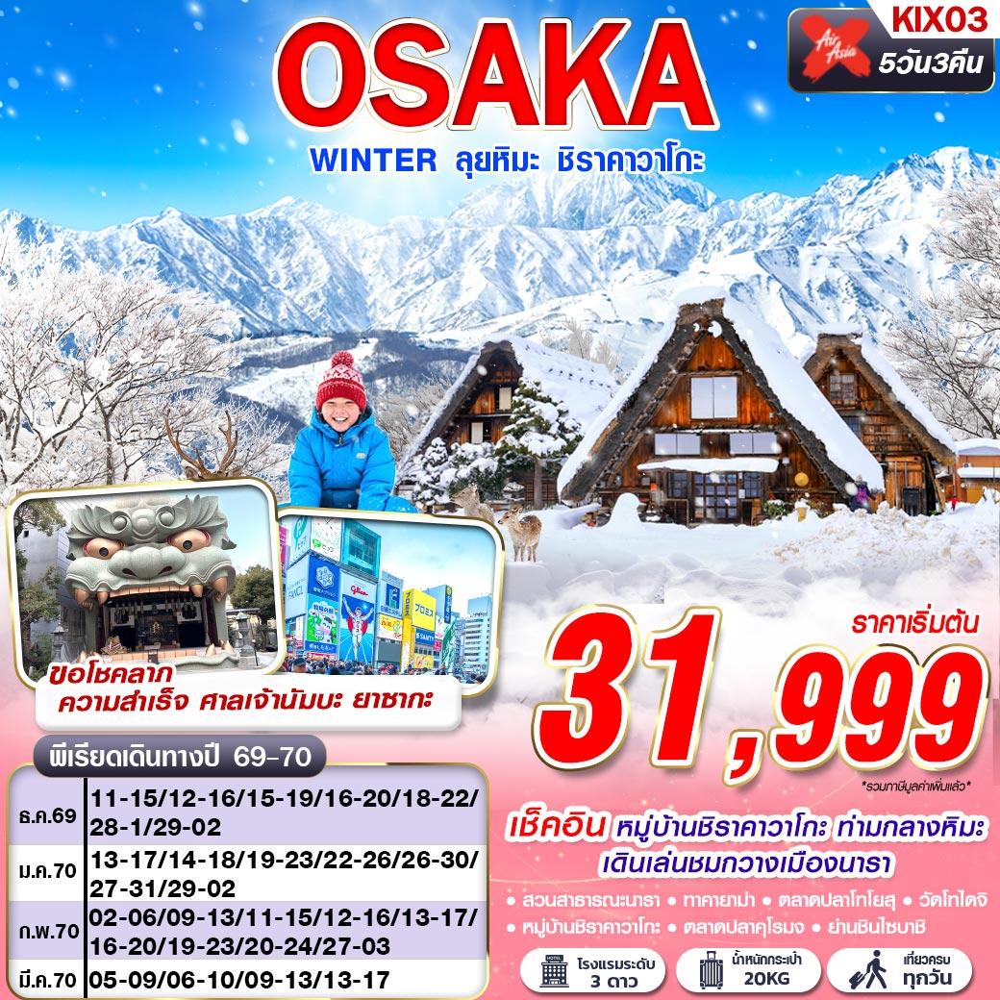 KIX03
Air Asia
5วัน3คืน
OSAKA
WINTER ลุยหิมะ ชิราคาวาโกะ
Glico
FANCL
プロミス
ขอโชคลาภ
ความสำเร็จ ศาลเจ้านัมบะ ยาซากะ
ราคาเริ่มต้น
31,999
*รวมภาษีมูลค่าเพิ่มแล้ว*
พีเรียดเดินทางปี 69-70
ธ.ค.69 11-15/12-16/15-19/16-20/18-22/
28-1/29-02
ม.ค.70 13-17/14-18/19-23/22-26/26-30/
27-31/29-02
ก.พ.70 02-06/09-13/11-15/12-16/13-17/
16-20/19-23/20-24/27-03
มี.ค.70 05-09/06-10/09-13/13-17
เช็คอิน หมู่บ้านชิราคาวาโกะ ท่ามกลางหิมะ
เดินเล่นชมกวางเมืองนารา
• สวนสาธารณะนารา • ทาคายาม่า • ตลาดปลาโทโยสุ • วัดโทไดจิ
• หมู่บ้านชิราคาวาโกะ • ตลาดปลาคุโรมง • ย่านชินไซบาชิ
HOTEL
โรงแรมระดับ
3 ดาว
น้ำหนักกระเป๋า
20KG
เที่ยวครบ
ทุกวัน